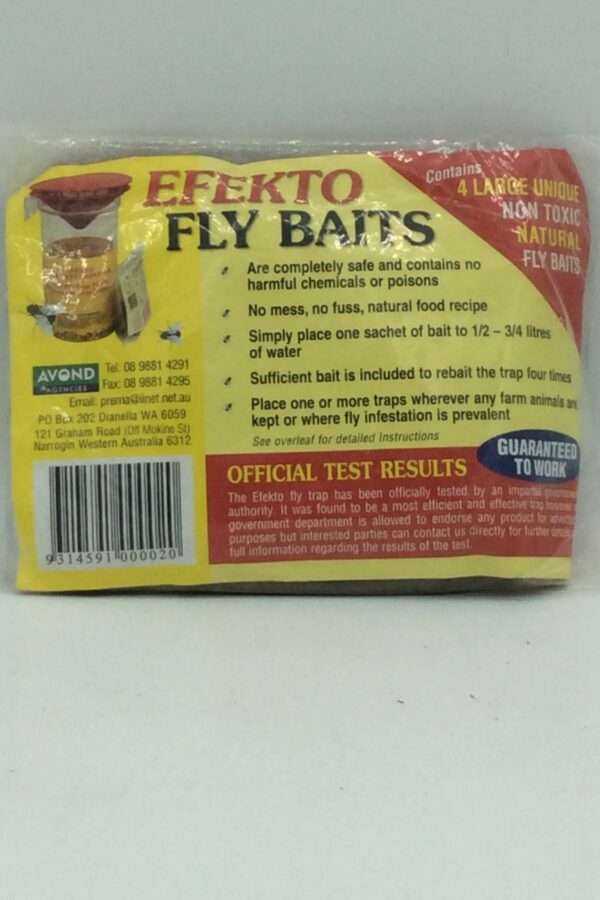 EFEKTO
FLY BAITS
Contains
4 LARGE UNIQUE
NON TOXIC
NATURAL
FLY BAITS
Are completely safe and contains no
harmful chemicals or poisons
No mess, no fuss, natural food recipe
Simply place one sachet of bait to 1/2 – 3/4 litres
of water
Sufficient bait is included to rebait the trap four times
Place one or more traps wherever any farm animals are
kept or where fly infestation is prevalent
See overleaf for detailed Instructions
AVOND
AGENCIES
Tel: 08 9881 4291
Fax: 08 9881 4295
Email: prema@iinet.net.au
PO Box 202 Dianella WA 6059
121 Graham Road (Off Mokine St)
Narrogin Western Australia 6312
9 314591 000020
GUARANTEED
TO WORK
OFFICIAL TEST RESULTS
The Efekto fly trap has been officially tested by an impartial government
authority. It was found to be a most efficient and effective trap however
government department is allowed to endorse any product for
purposes but interested parties can contact us directly for further
full information regarding the results of the test.